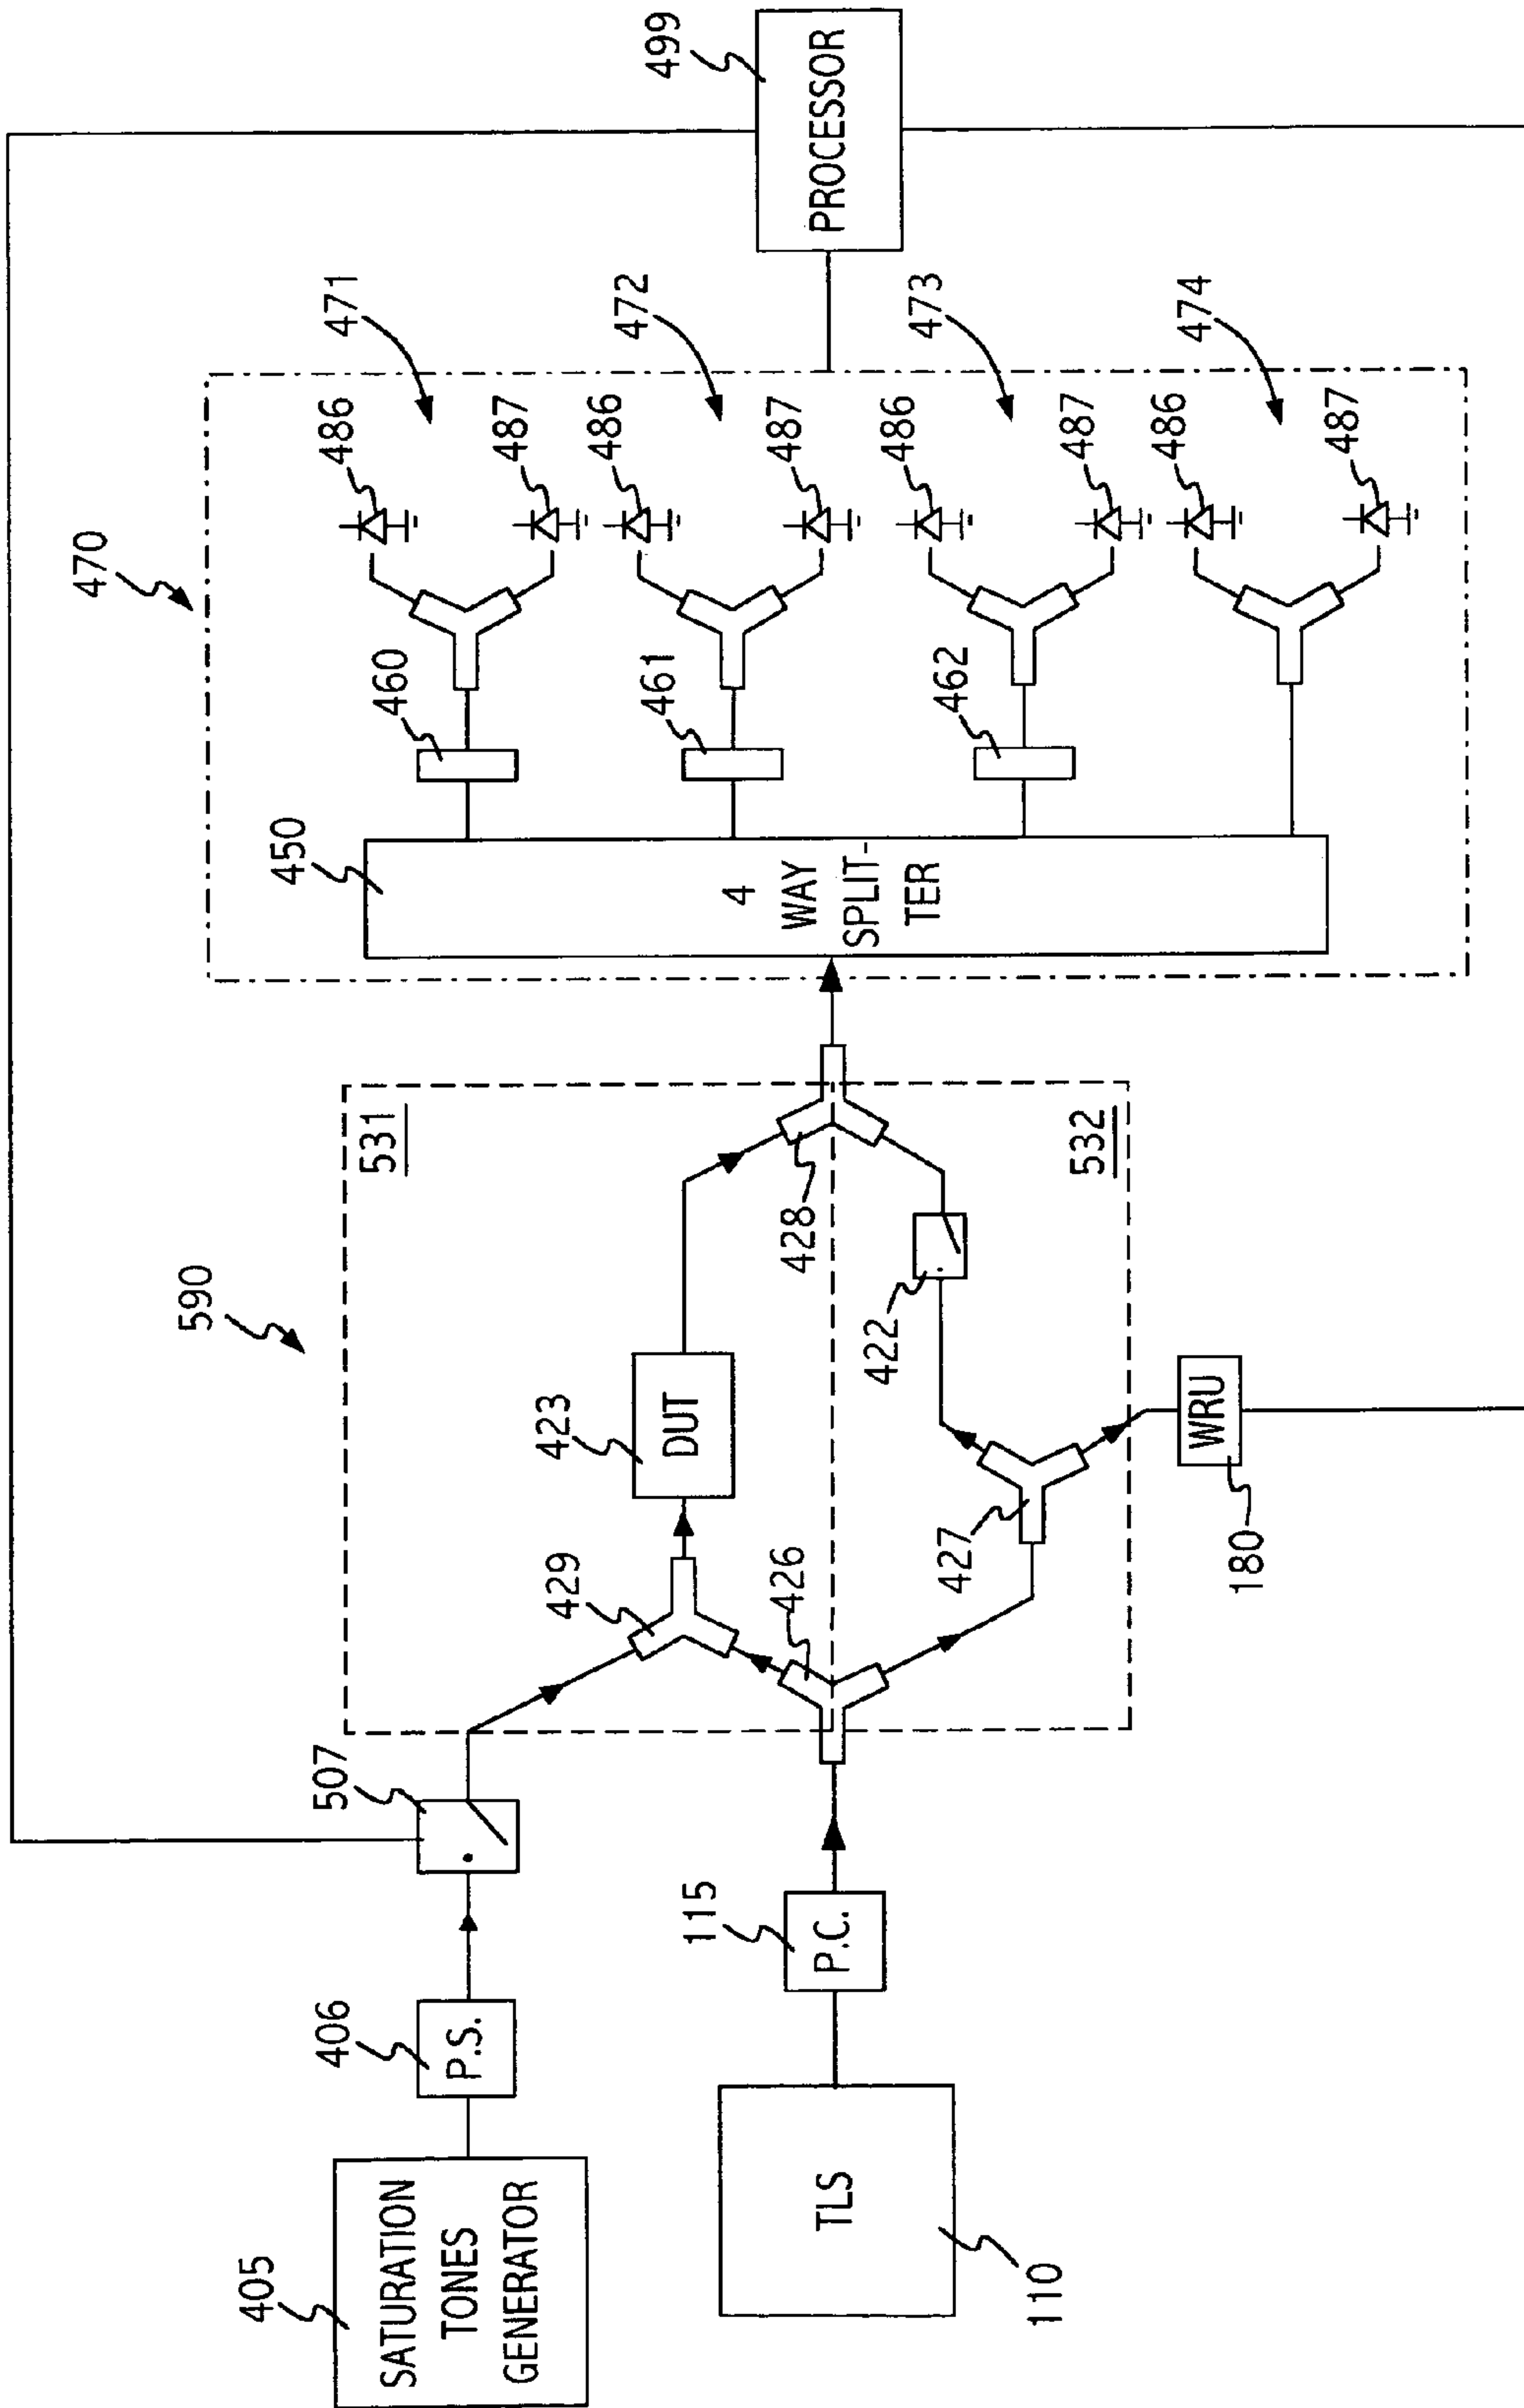 405
SATURATION
TONES
GENERATOR
406
P.S.
507
TLS
110
115
P.C.
590
531
532
429
426
423
DUT
428
427
422
WRU
180
470
450
4
WAY
SPLIT-
TER
460
461
462
486
487
471
486
487
472
486
487
473
486
487
474
499
PROCESSOR